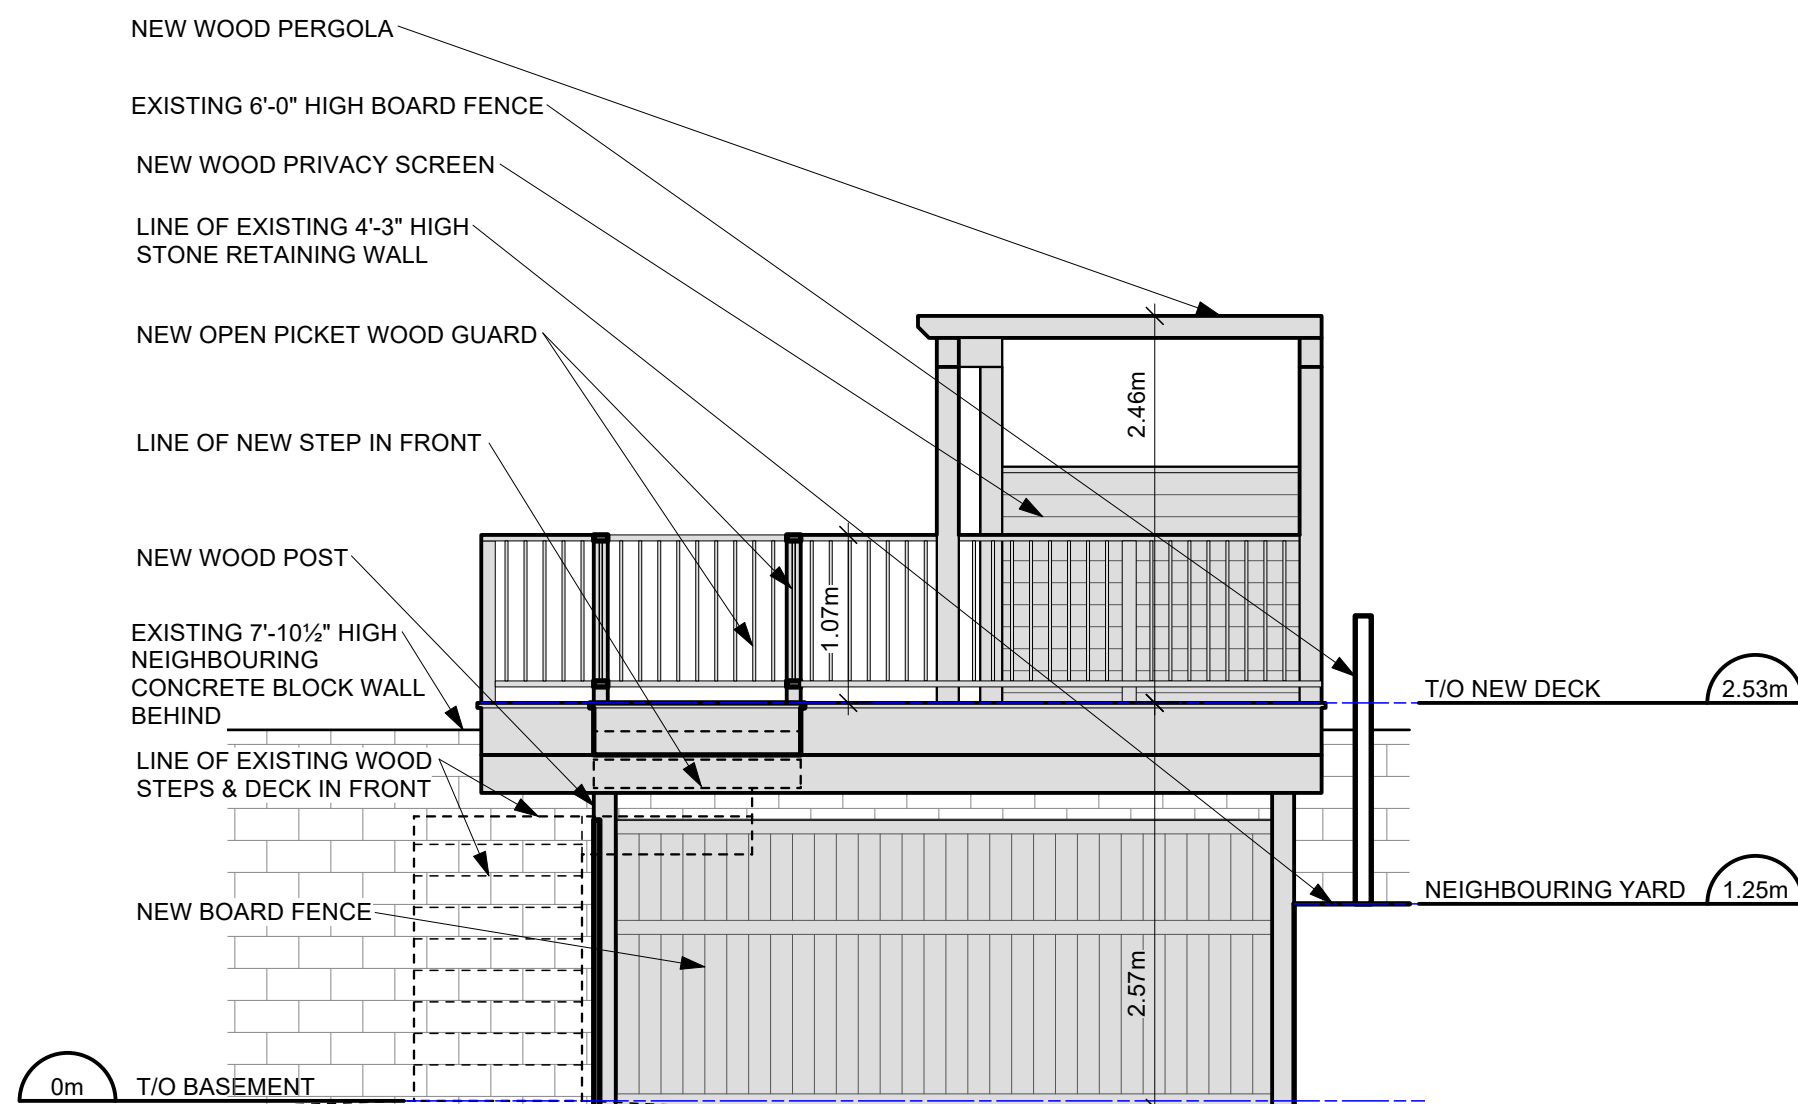 NEW WOOD PERGOLA
EXISTING 6'-0" HIGH BOARD FENCE
NEW WOOD PRIVACY SCREEN
LINE OF EXISTING 4'-3" HIGH
STONE RETAINING WALL
NEW OPEN PICKET WOOD GUARD
LINE OF NEW STEP IN FRONT
NEW WOOD POST
EXISTING 7'-10½" HIGH
NEIGHBOURING
CONCRETE BLOCK WALL
BEHIND
LINE OF EXISTING WOOD
STEPS & DECK IN FRONT
NEW BOARD FENCE
0m
T/O BASEMENT
2.46m
1.07m
2.57m
T/O NEW DECK
2.53m
NEIGHBOURING YARD
1.25m